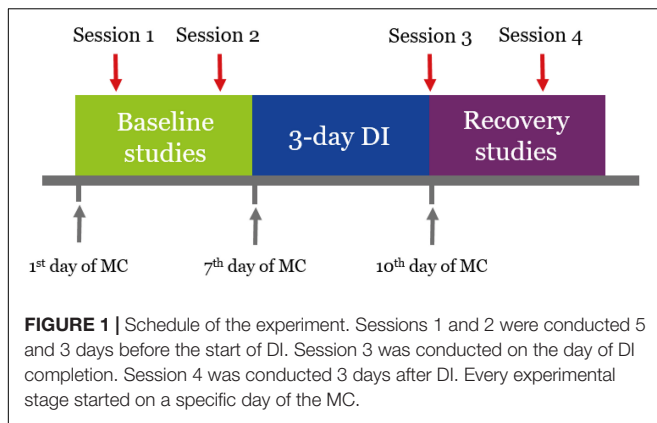 Session 1 Session 2 Session 3 Session 4
Baseline studies
3-day DI
Recovery studies
1st day of MC 7th day of MC 10th day of MC
FIGURE 1 | Schedule of the experiment. Sessions 1 and 2 were conducted 5
and 3 days before the start of DI. Session 3 was conducted on the day of DI
completion. Session 4 was conducted 3 days after DI. Every experimental
stage started on a specific day of the MC.